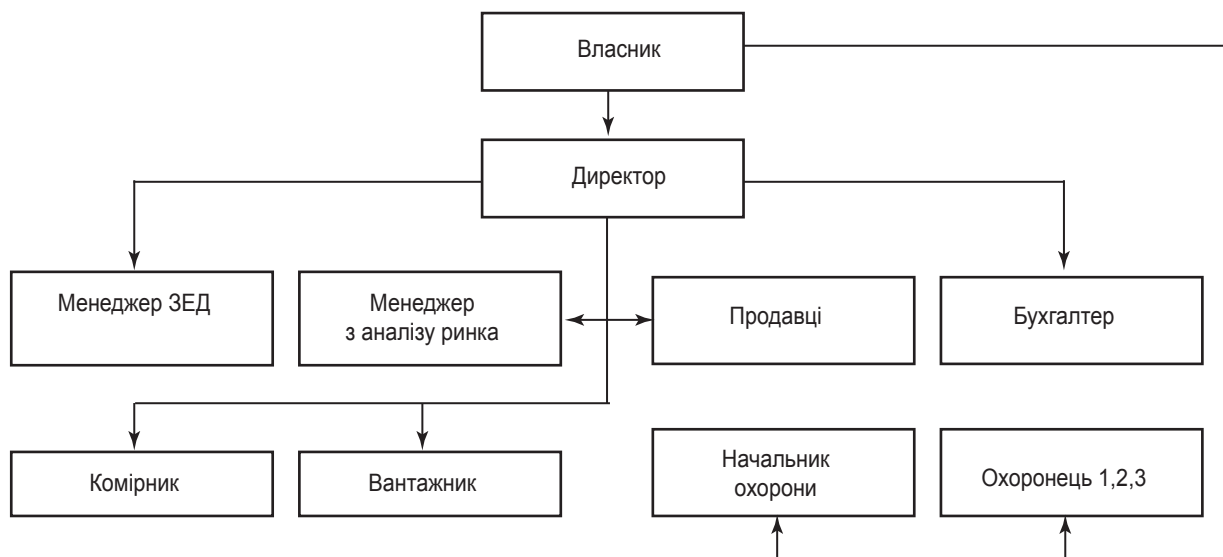 Власник
Директор
Менеджер ЗЕД
Менеджер
з аналізу ринка
Продавці
Бухгалтер
Комірник
Вантажник
Начальник
охорони
Охоронець 1,2,3